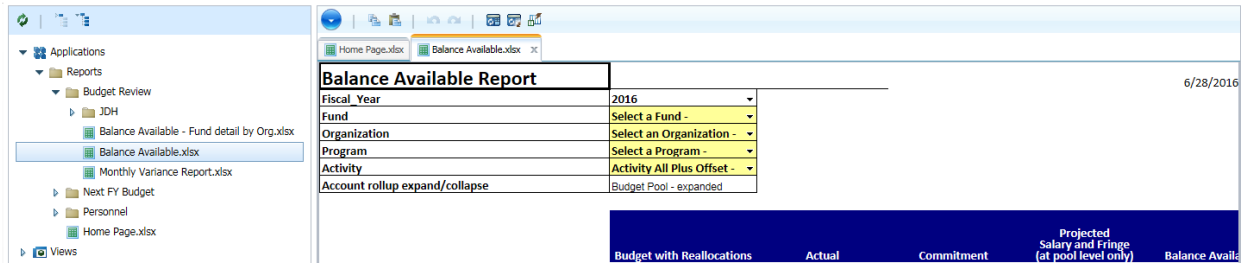 Applications
Reports
Budget Review
JDH
Balance Available - Fund detail by Org.xlsx
Balance Available.xlsx
Monthly Variance Report.xlsx
Next FY Budget
Personnel
Home Page.xlsx
Views
Home Page.xlsx Balance Available.xlsx
Balance Available Report 6/28/2016
Fiscal_Year 2016
Fund Select a Fund -
Organization Select an Organization -
Program Select a Program -
Activity Activity All Plus Offset -
Account rollup expand/collapse Budget Pool - expanded
Projected
Salary and Fringe
Budget with Reallocations Actual Commitment (at pool level only) Balance Availa